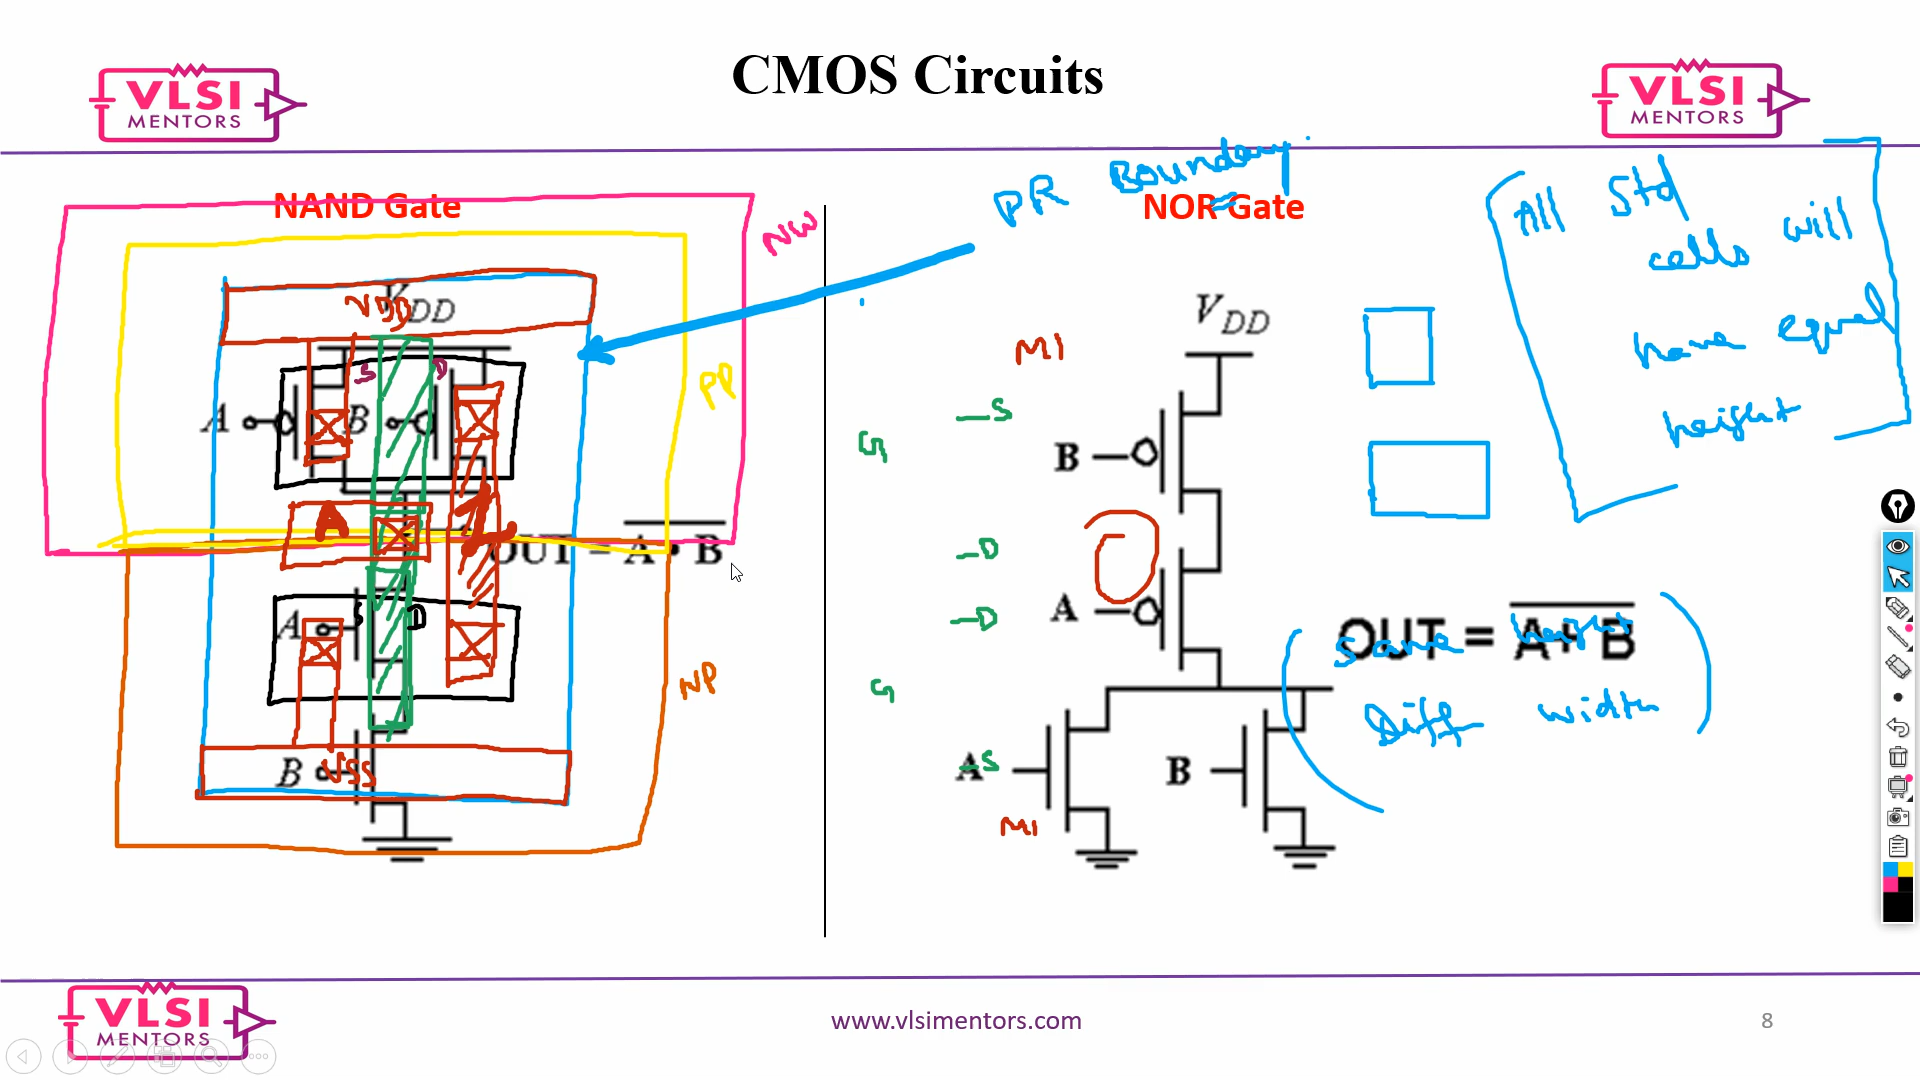 CMOS Circuits
VLSI
MENTORS
VLSI
MENTORS
NAND Gate
NW
PP
VDD
VDD
S
D
A
B
A
OUT = A • B
A
S
D
NP
B
VSS
PR Boundary
NOR Gate
All Std
cells will
have equal
height
VDD
M1
S
G
B
D
D
A
OUT = A + B
same height
Diff width
G
A
S
B
M1
VLSI
MENTORS
www.vlsimentors.com
8